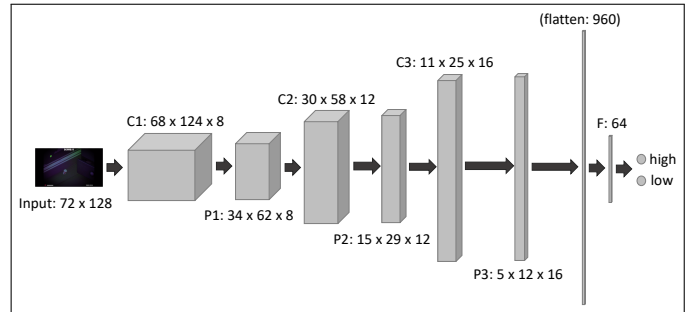 (flatten: 960)
C3: 11 x 25 x 16
C2: 30 x 58 x 12
C1: 68 x 124 x 8
F: 64
high
low
Input: 72 x 128
P1: 34 x 62 x 8
P2: 15 x 29 x 12
P3: 5 x 12 x 16